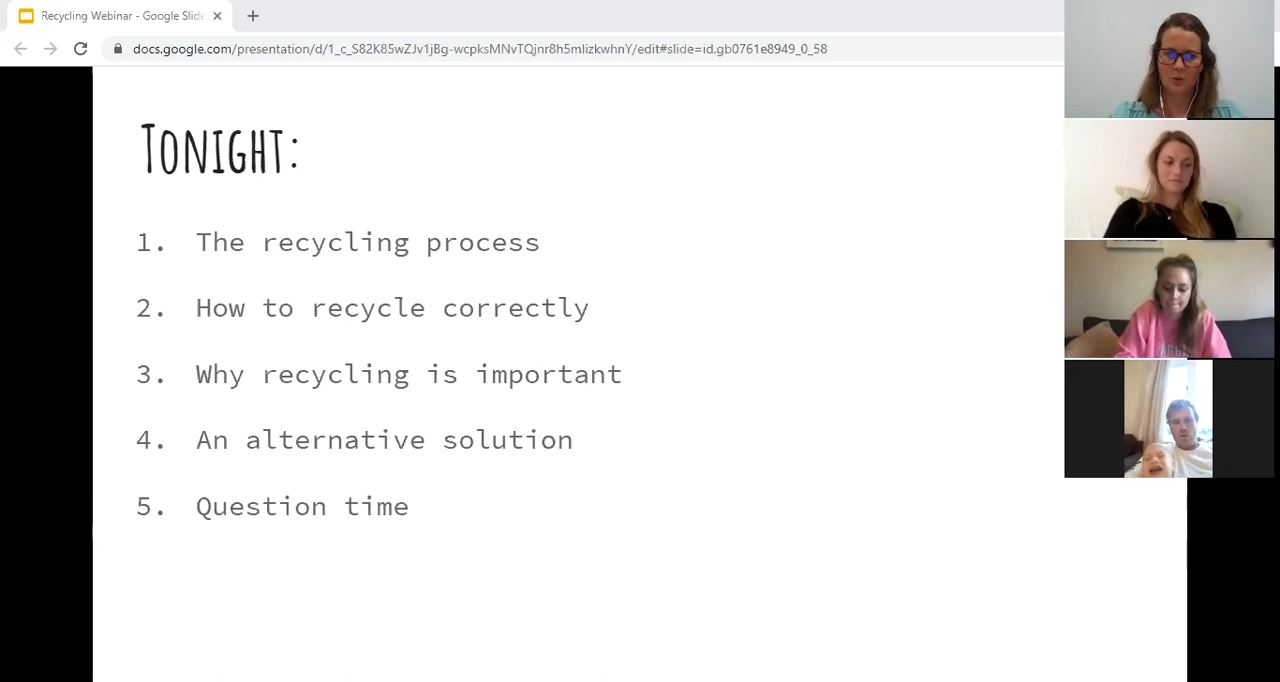 Recycling Webinar - Google Slide
docs.google.com/presentation/d/1_c_S82K85wZJv1jBg-wcpksMNvTQjnr8h5mlizkwhnY/edit#slide=id.gb0761e8949_0_58
TONIGHT:
1. The recycling process
2. How to recycle correctly
3. Why recycling is important
4. An alternative solution
5. Question time